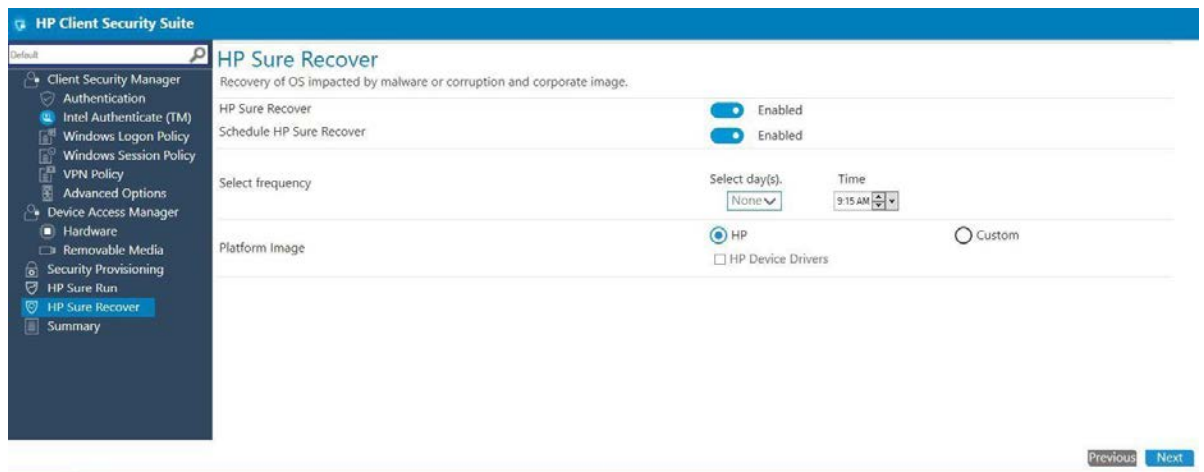 HP Client Security Suite
Default
Client Security Manager
Authentication
Intel Authenticate (TM)
Windows Logon Policy
Windows Session Policy
VPN Policy
Advanced Options
Device Access Manager
Hardware
Removable Media
Security Provisioning
HP Sure Run
HP Sure Recover
Summary
HP Sure Recover
Recovery of OS impacted by malware or corruption and corporate image.
HP Sure Recover Enabled
Schedule HP Sure Recover Enabled
Select day(s). Time
Select frequency
None 9:15 AM
HP Custom
Platform Image
HP Device Drivers
Previous Next